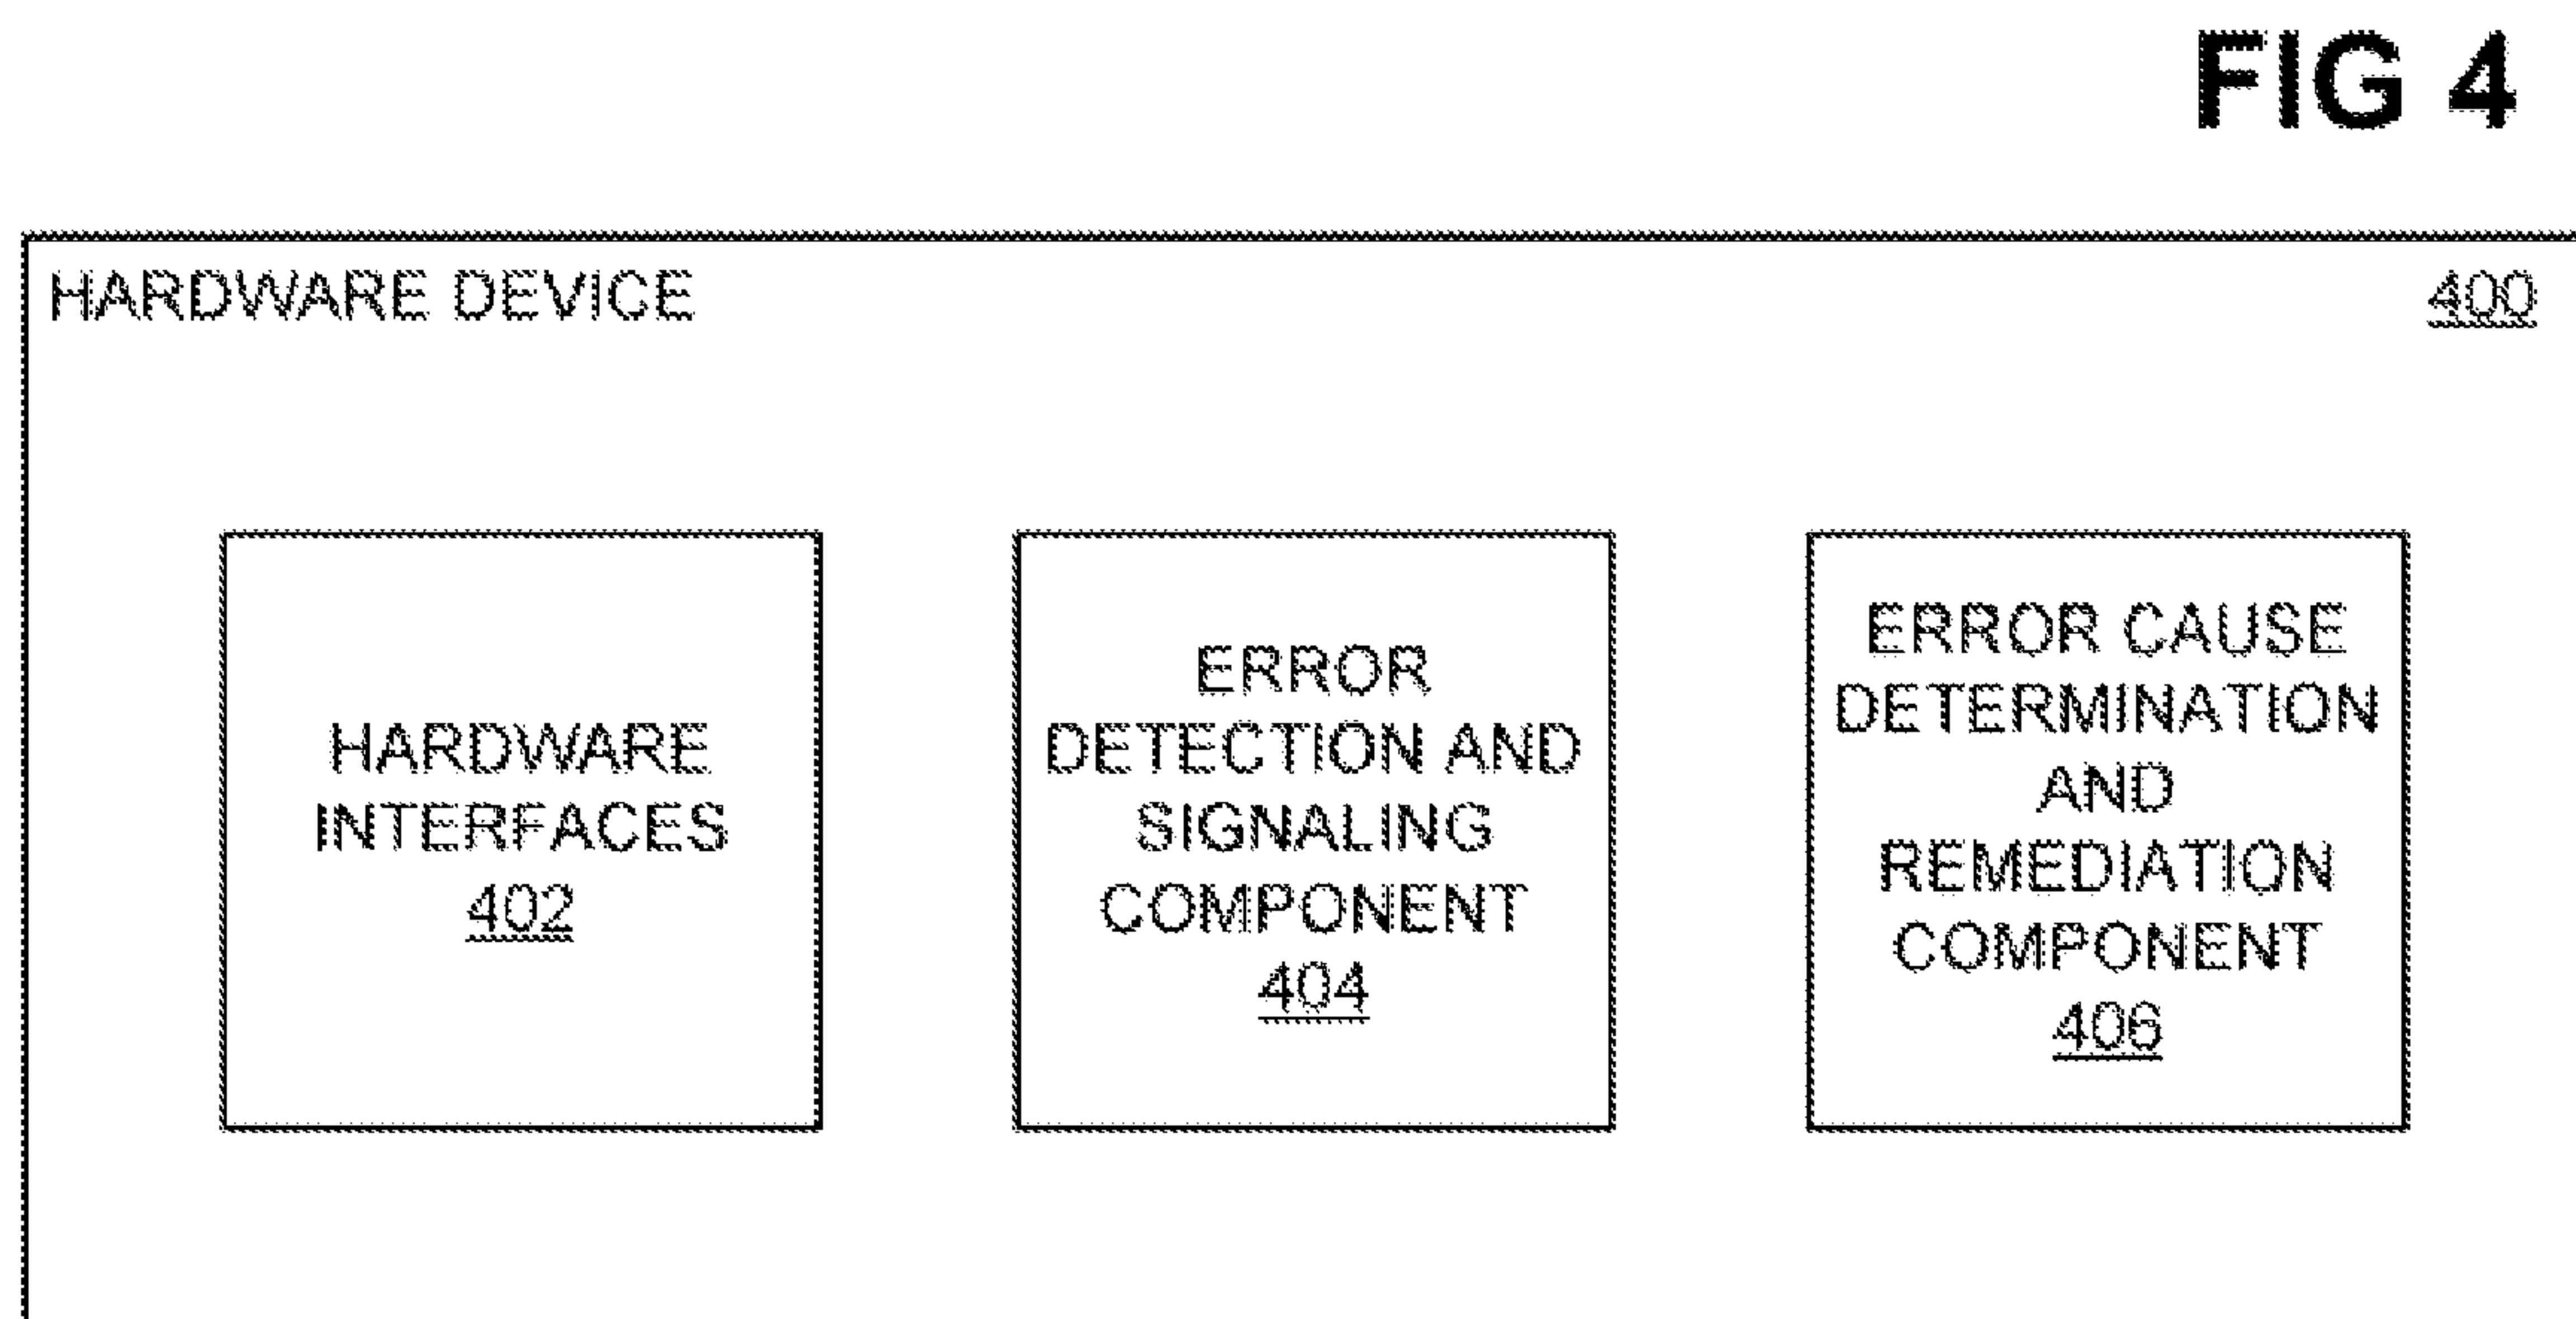 FIG 4
HARDWARE DEVICE
400
HARDWARE
INTERFACES
402
ERROR
DETECTION AND
SIGNALING
COMPONENT
404
ERROR CAUSE
DETERMINATION
AND
REMEDIATION
COMPONENT
406